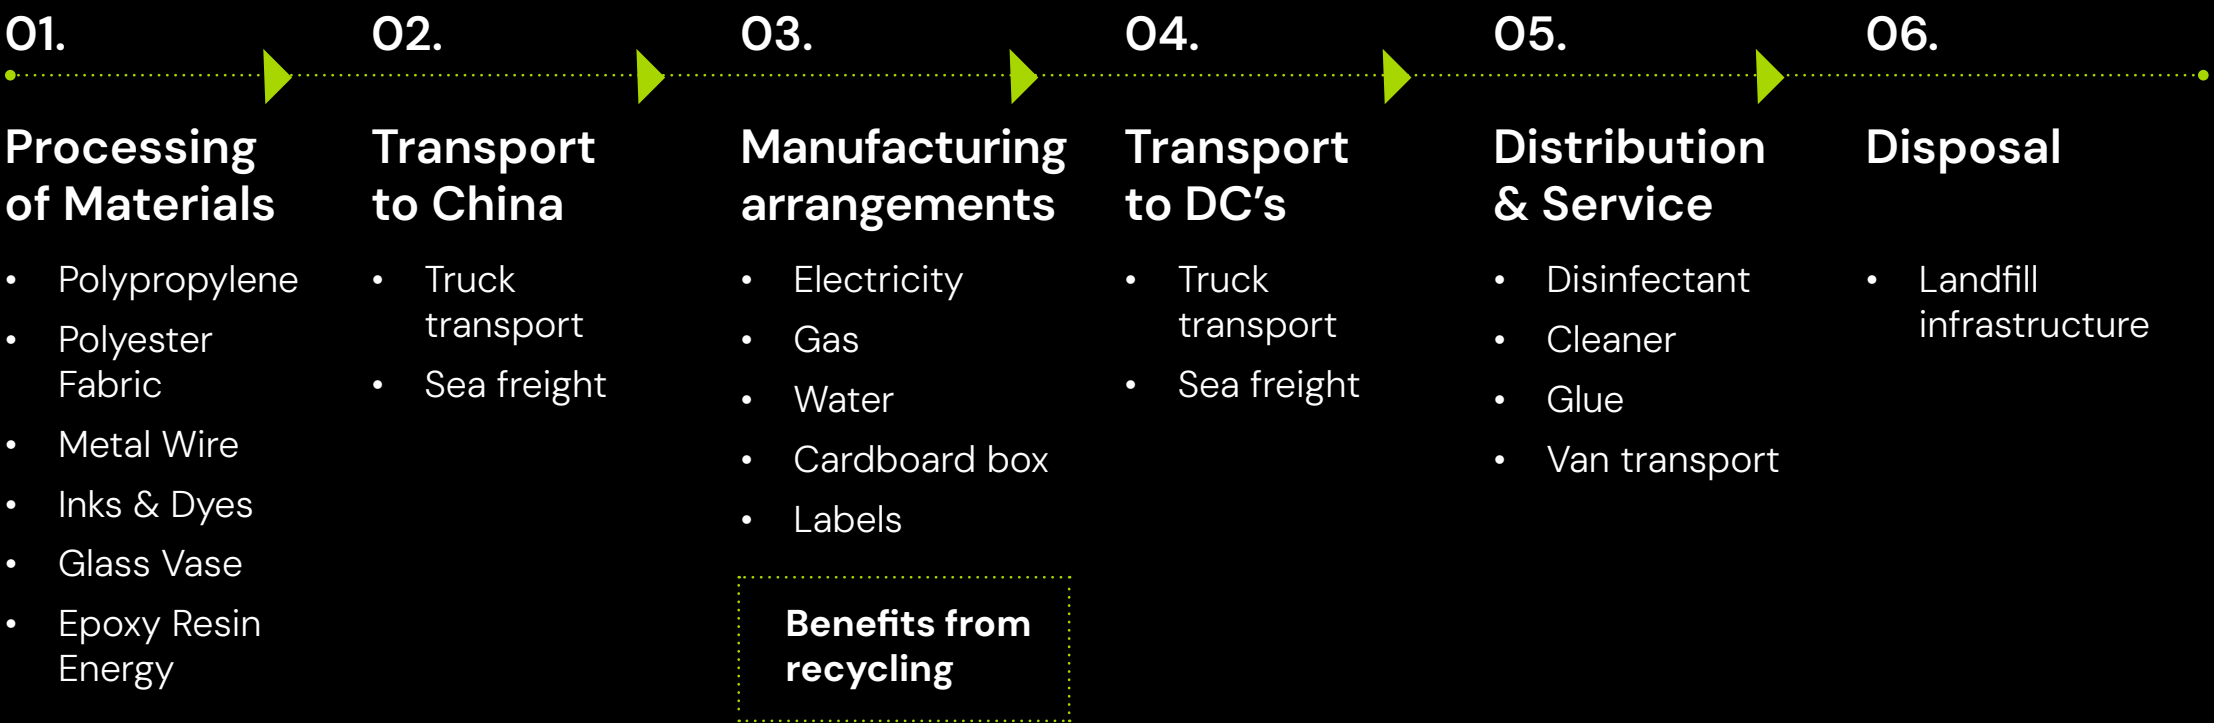 01.
Processing
of Materials
• Polypropylene
• Polyester
Fabric
• Metal Wire
• Inks & Dyes
• Glass Vase
• Epoxy Resin
Energy
02.
Transport
to China
• Truck
transport
• Sea freight
03.
Manufacturing
arrangements
• Electricity
• Gas
• Water
• Cardboard box
• Labels
Benefits from
recycling
04.
Transport
to DC’s
• Truck
transport
• Sea freight
05.
Distribution
& Service
• Disinfectant
• Cleaner
• Glue
• Van transport
06.
Disposal
• Landfill
infrastructure